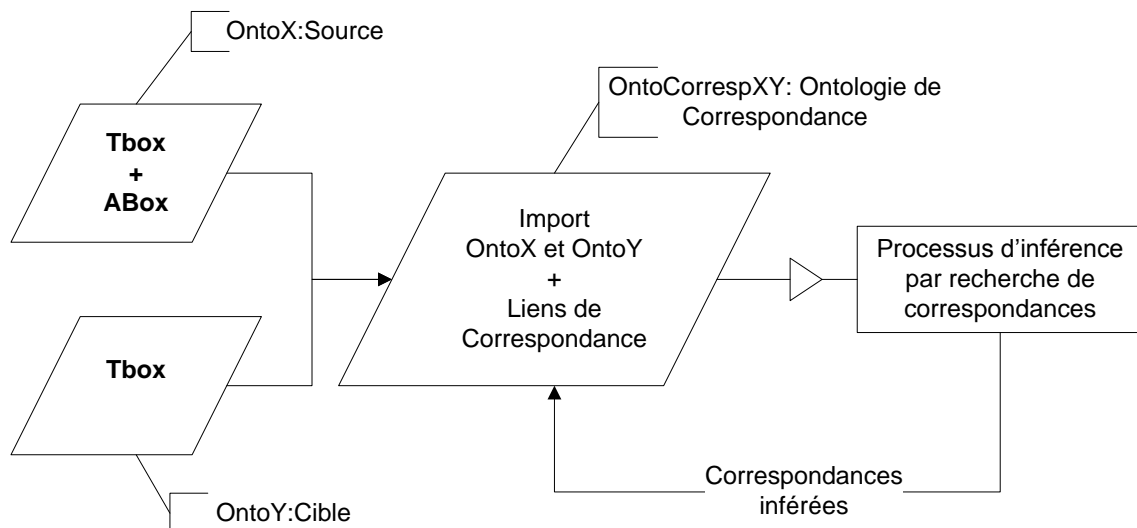 OntoX:Source
Tbox
+
ABox
OntoCorrespXY: Ontologie de
Correspondance
Import
OntoX et OntoY
+
Liens de
Correspondance
Processus d’inférence
par recherche de
correspondances
Tbox
OntoY:Cible
Correspondances
inférées